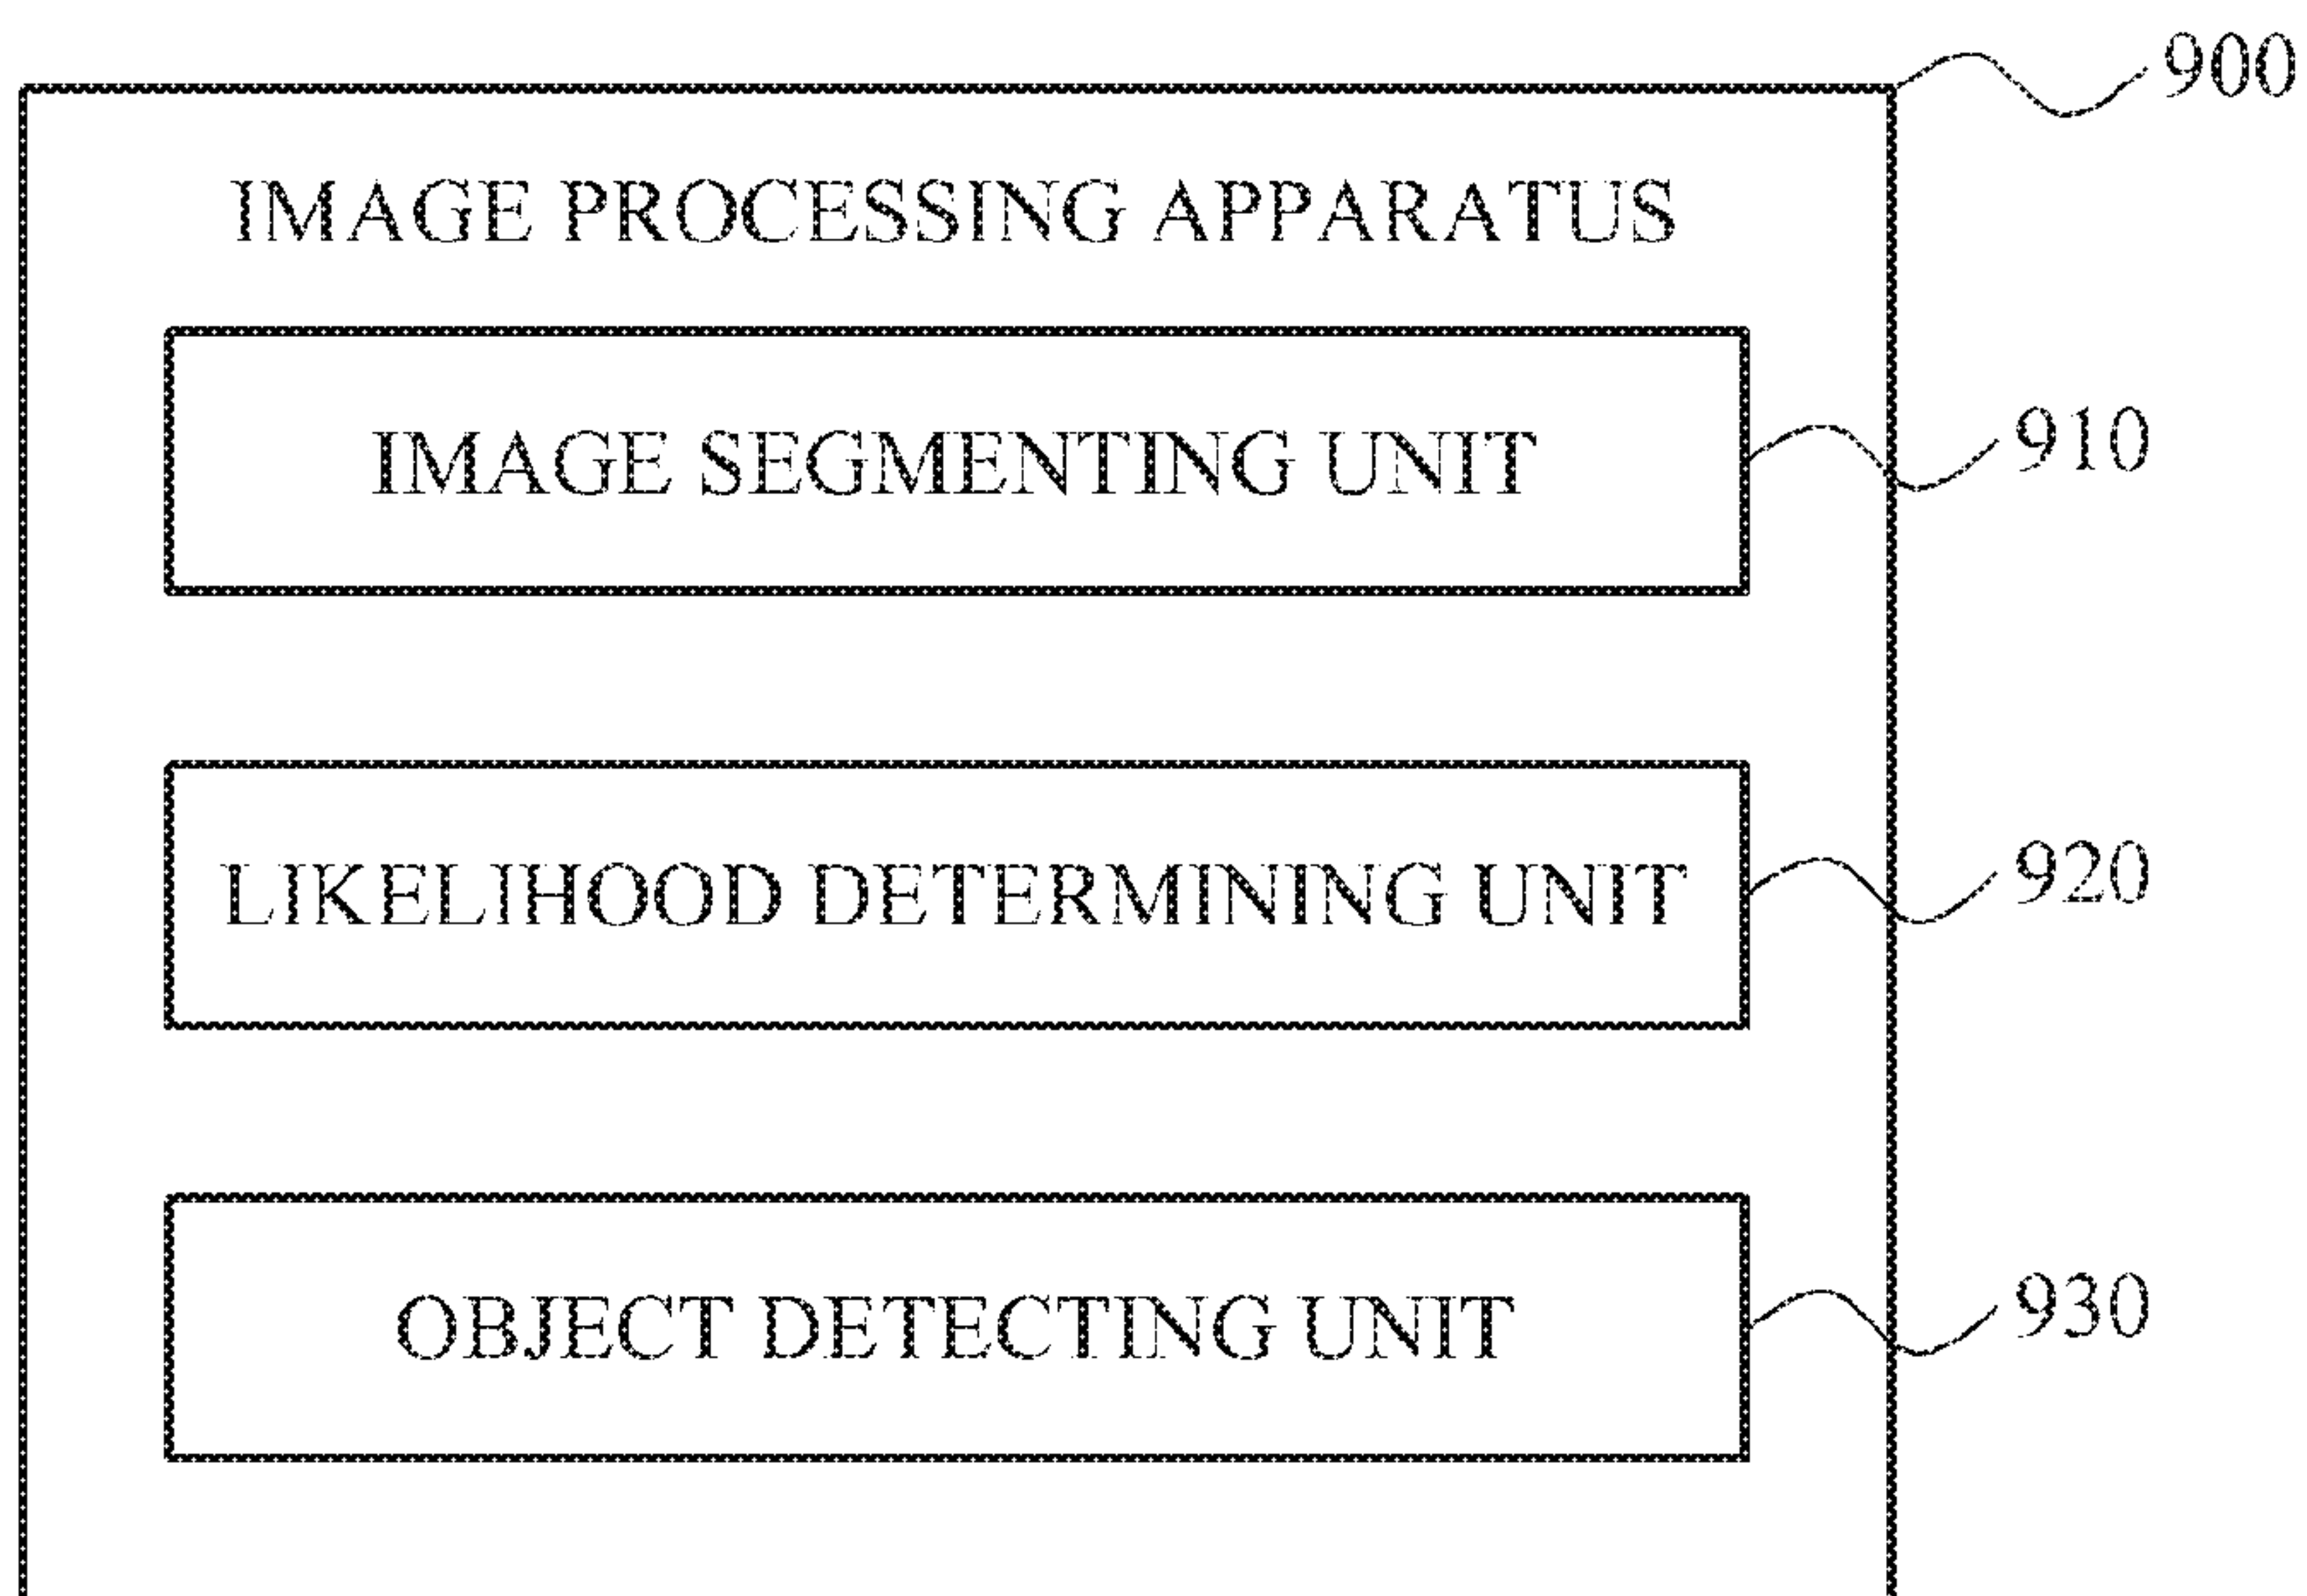 900
IMAGE PROCESSING APPARATUS
IMAGE SEGMENTING UNIT
910
LIKELIHOOD DETERMINING UNIT
920
OBJECT DETECTING UNIT
930